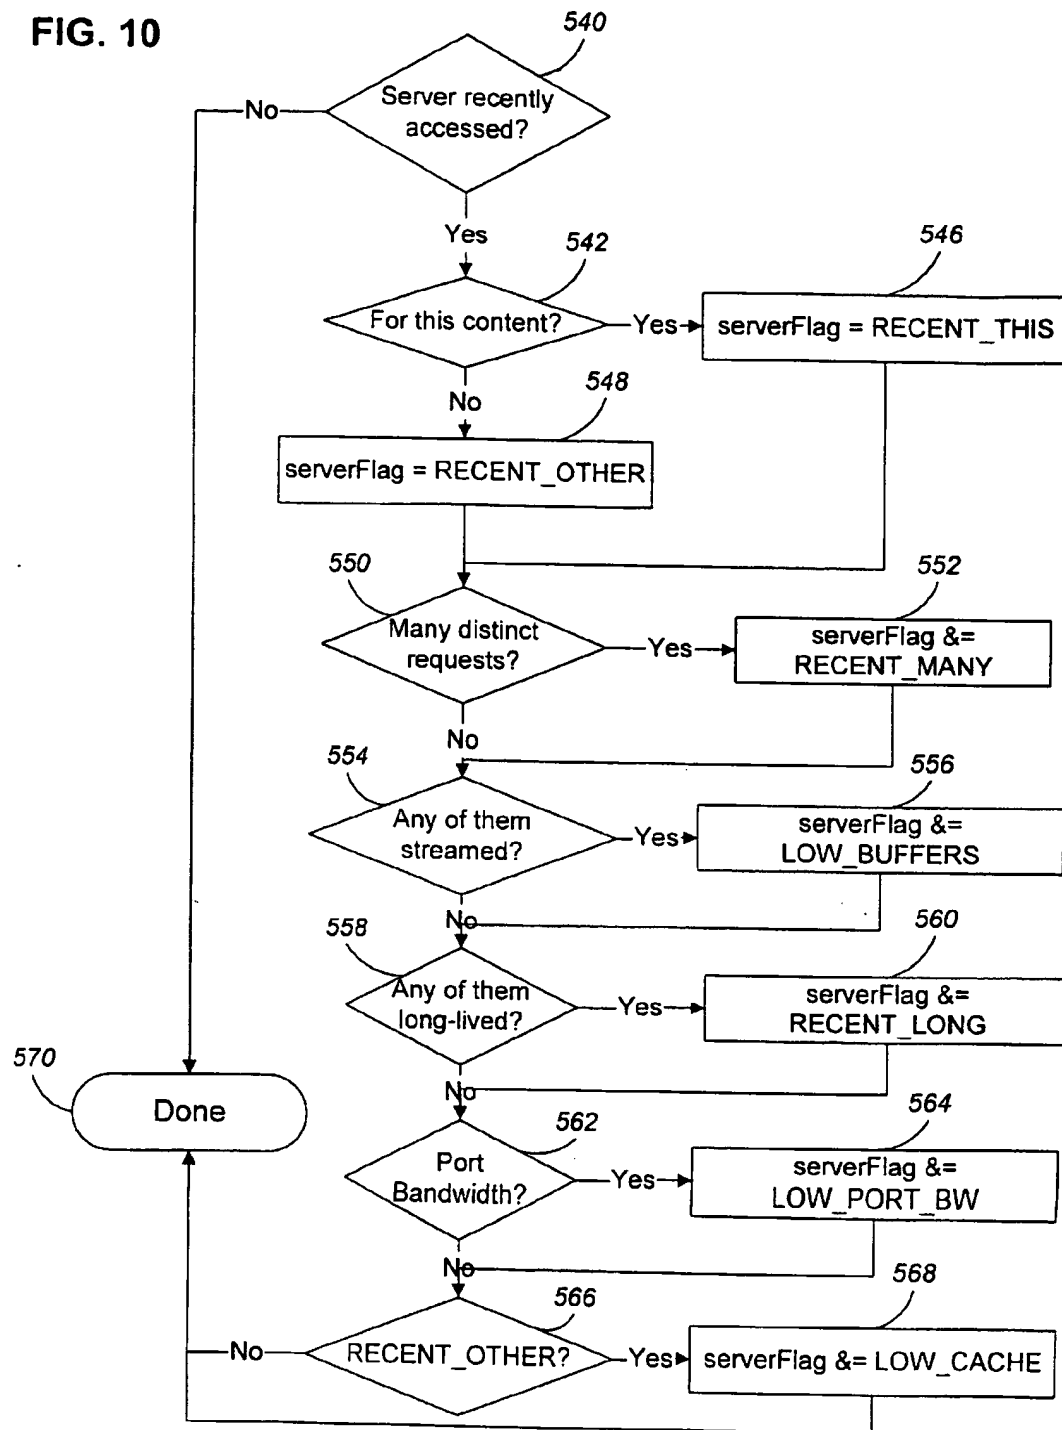 FIG. 10
540
Server recently
accessed?
No
Yes
542
546
For this content?
Yes
serverFlag = RECENT_THIS
No
548
serverFlag = RECENT_OTHER
550
552
Many distinct
requests?
Yes
serverFlag &=
RECENT_MANY
No
554
556
Any of them
streamed?
Yes
serverFlag &=
LOW_BUFFERS
No
558
560
Any of them
long-lived?
Yes
serverFlag &=
RECENT_LONG
570
Done
No
562
564
Port
Bandwidth?
Yes
serverFlag &=
LOW_PORT_BW
No
566
568
No
RECENT_OTHER?
Yes
serverFlag &= LOW_CACHE